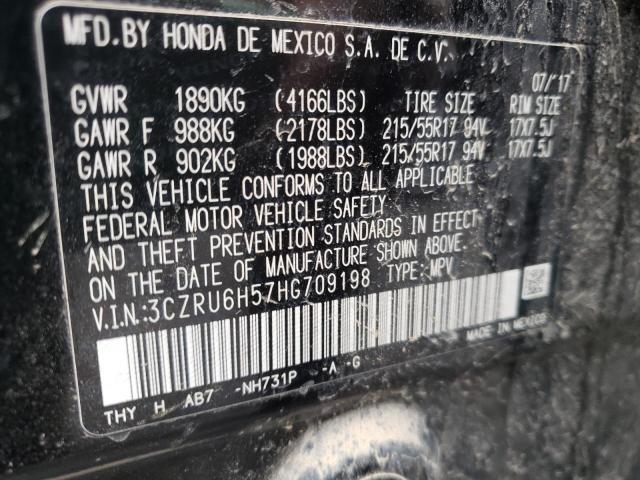 MFD.BY HONDA DE MEXICO S.A. DE C.V.
07/'17
GVWR 1890KG (4166LBS) TIRE SIZE RIM SIZE
GAWR F 988KG (2178LBS) 215/55R17 94V 17X7.5J
GAWR R 902KG (1988LBS) 215/55R17 94V 17X7.5J
THIS VEHICLE CONFORMS TO ALL APPLICABLE
FEDERAL MOTOR VEHICLE SAFETY
AND THEFT PREVENTION STANDARDS IN EFFECT
ON THE DATE OF MANUFACTURE SHOWN ABOVE.
V.I.N:3CZRU6H57HG709198 TYPE: MPV
MADE IN MEXICO
THY H AB7 -NH731P -A -G